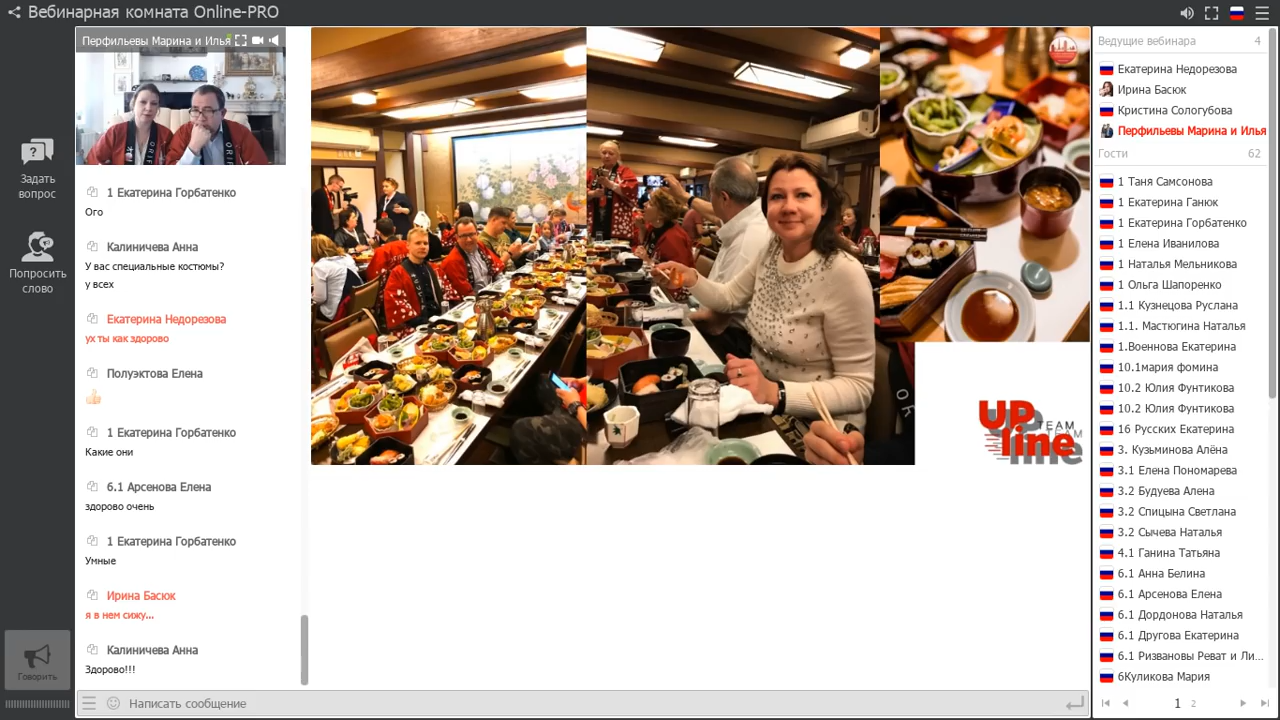 Вебинарная комната Online-PRO
Задать
вопрос
Попросить
слово
Говорить
Перфильевы Марина и Илья
1 Екатерина Горбатенко
Ого
Калиничева Анна
У вас специальные костюмы?
у всех
Екатерина Недорезова
ух ты как здорово
Полуэктова Елена
1 Екатерина Горбатенко
Какие они
6.1 Арсенова Елена
здорово очень
1 Екатерина Горбатенко
Умные
Ирина Басюк
я в нем сижу...
Калиничева Анна
Здорово!!!
Написать сообщение
UP
TEAM
line
Ведущие вебинара 4
Екатерина Недорезова
Ирина Басюк
Кристина Сологубова
Перфильевы Марина и Илья
Гости 62
1 Таня Самсонова
1 Екатерина Ганюк
1 Екатерина Горбатенко
1 Елена Иванилова
1 Наталья Мельникова
1 Ольга Шапоренко
1.1 Кузнецова Руслана
1.1. Мастюгина Наталья
1.Военнова Екатерина
10.1мария фомина
10.2 Юлия Фунтикова
10.2 Юлия Фунтикова
16 Русских Екатерина
3. Кузьминова Алёна
3.1 Елена Пономарева
3.2 Будуева Алена
3.2 Спицына Светлана
3.2 Сычева Наталья
4.1 Ганина Татьяна
6.1 Анна Белина
6.1 Арсенова Елена
6.1 Дордонова Наталья
6.1 Другова Екатерина
6.1 Ризвановы Реват и Ли...
6Куликова Мария
1 2